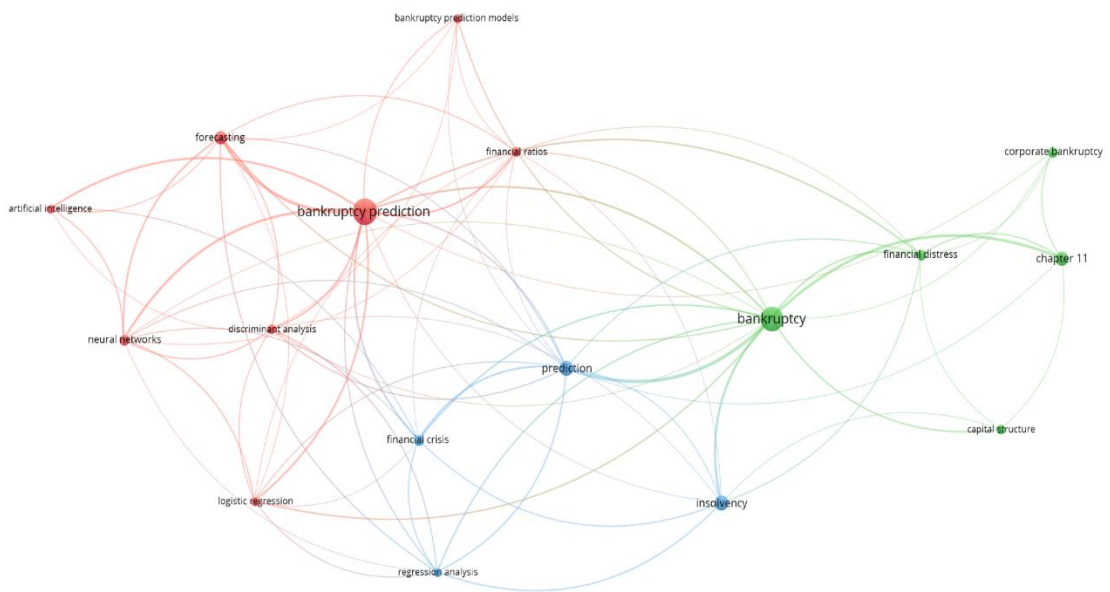 bankruptcy prediction models
forecasting
financial ratios
corporate bankruptcy
artificial intelligence
bankruptcy prediction
financial distress
chapter 11
bankruptcy
discriminant analysis
neural networks
prediction
capital structure
financial crisis
logistic regression
insolvency
regression analysis